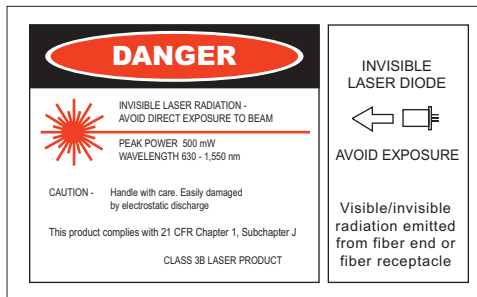 DANGER
INVISIBLE LASER RADIATION -
AVOID DIRECT EXPOSURE TO BEAM
PEAK POWER  500 mW
WAVELENGTH 630 - 1,550 nm
CAUTION -  Handle with care. Easily damaged
by electrostatic discharge
This product complies with 21 CFR Chapter 1, Subchapter J
CLASS 3B LASER PRODUCT
INVISIBLE
LASER DIODE
AVOID EXPOSURE
Visible/invisible
radiation emitted
from fiber end or
fiber receptacle